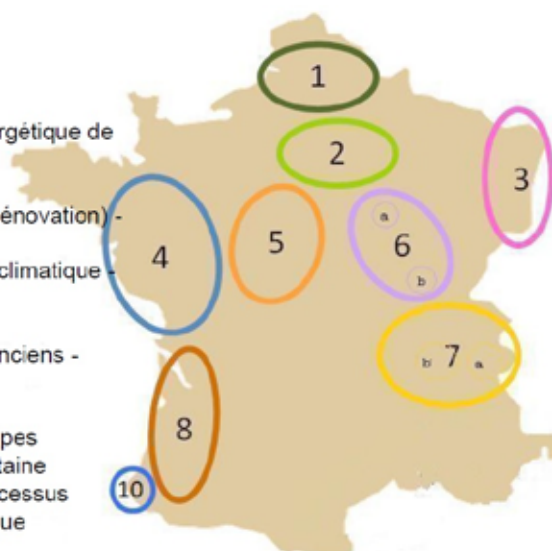 1
rgétique de
2
3
énovation) -
a
5
6
4
climatique -
b
nciens -
7
b
a
pes
8
taine
10
cessus
ue